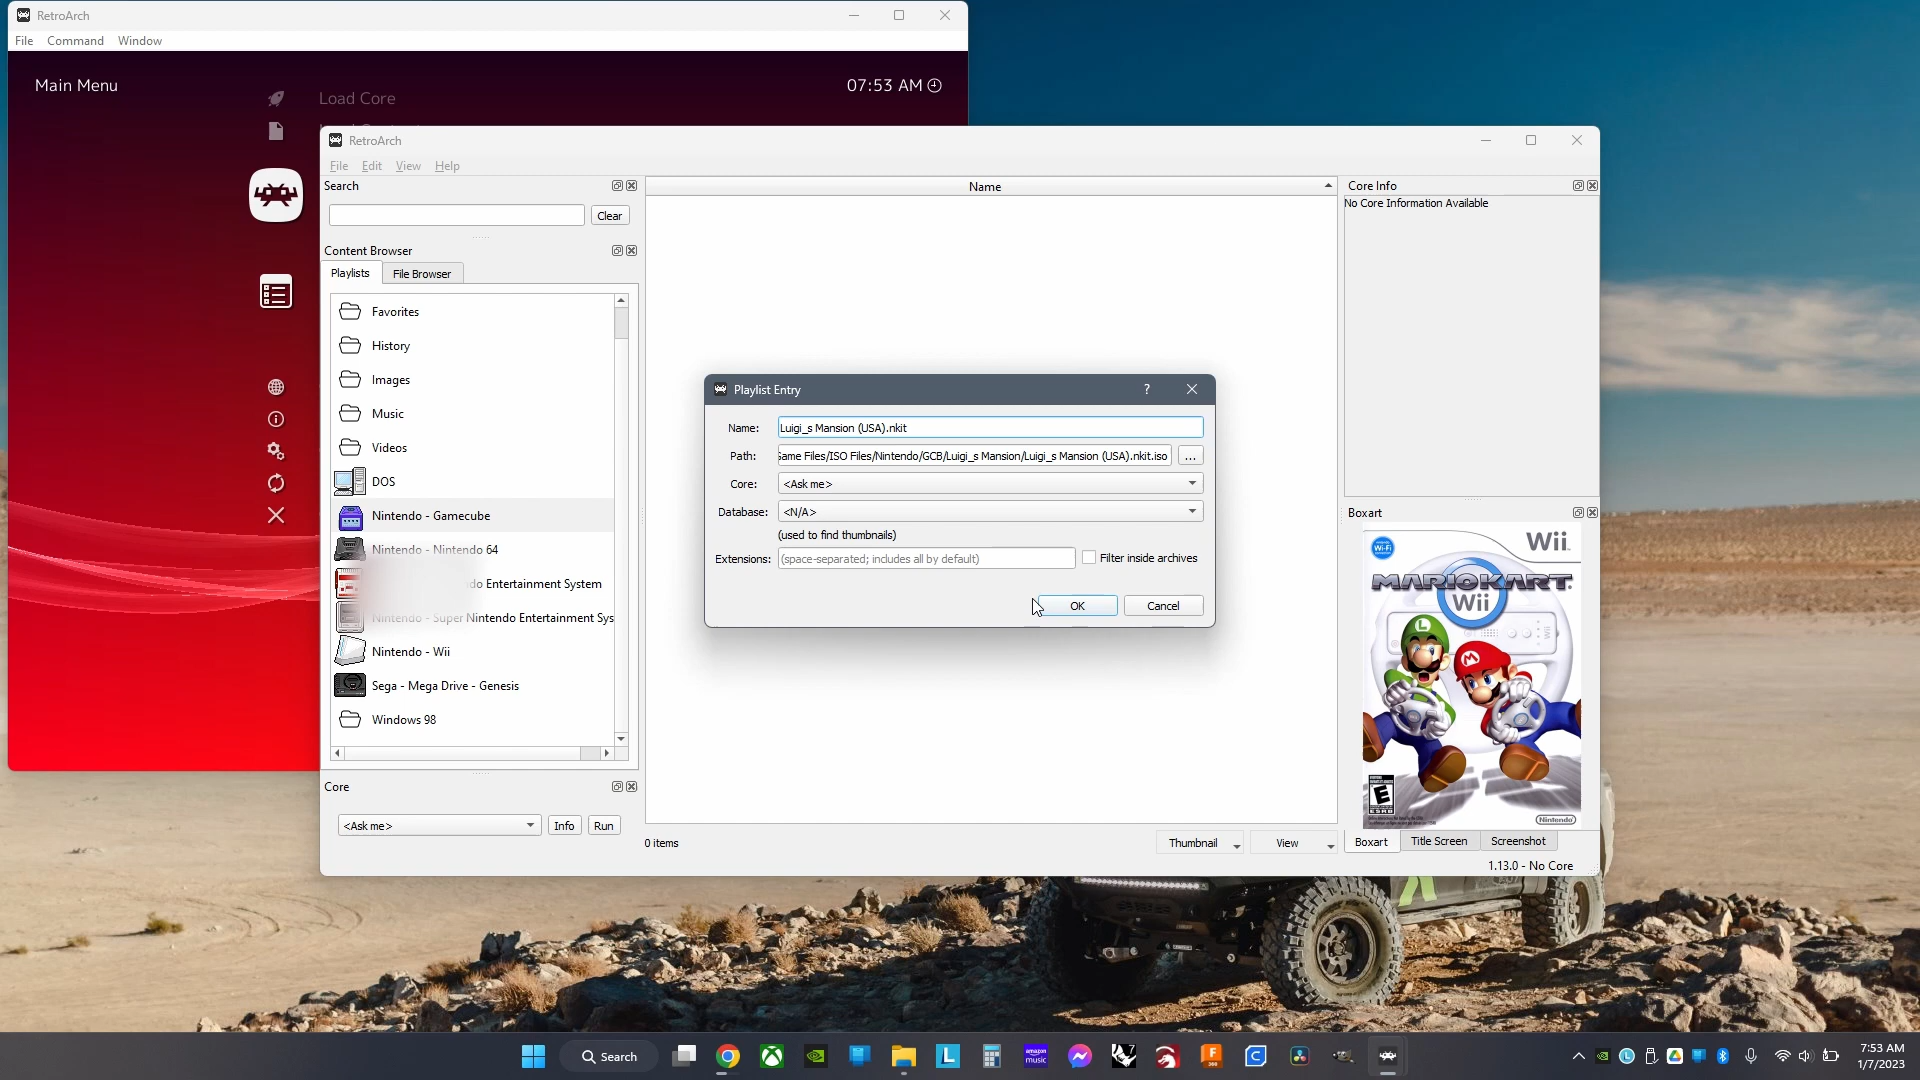 RetroArch
File Command Window
Main Menu
07:53 AM
Load Core
RetroArch
File Edit View Help
Search
Clear
Content Browser
Playlists
File Browser
Favorites
History
Images
Music
Videos
DOS
Nintendo - Gamecube
Nintendo - Nintendo 64
do Entertainment System
Nintendo - Super Nintendo Entertainment Sys
Nintendo - Wii
Sega - Mega Drive - Genesis
Windows 98
Core
<Ask me>
Info
Run
Name
0 items
Thumbnail
View
Playlist Entry
?
Name:
Luigi_s Mansion (USA).nkit
Path:
Game Files/ISO Files/Nintendo/GCB/Luigi_s Mansion/Luigi_s Mansion (USA).nkit.iso
...
Core:
<Ask me>
Database:
<N/A>
(used to find thumbnails)
Extensions:
(space-separated; includes all by default)
Filter inside archives
OK
Cancel
Core Info
No Core Information Available
Boxart
Wii
Wi-Fi
MARIOKART
Wii
E
Nintendo
Boxart
Title Screen
Screenshot
1.13.0 - No Core
Search
amazon music
7:53 AM
1/7/2023